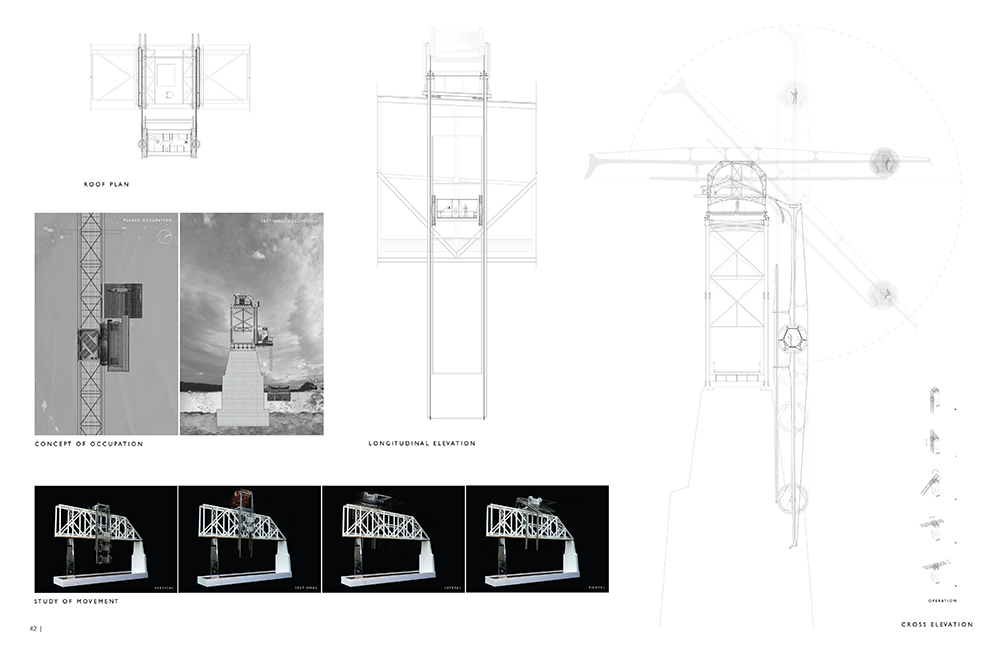 ROOF PLAN
PLANAR OCCUPATION
SECTIONAL OCCUPATION
CONCEPT OF OCCUPATION
LONGITUDINAL ELEVATION
VERTICAL
SECTIONAL
LATERAL
PIVOTAL
STUDY OF MOVEMENT
OPERATION
CROSS ELEVATION
42 |